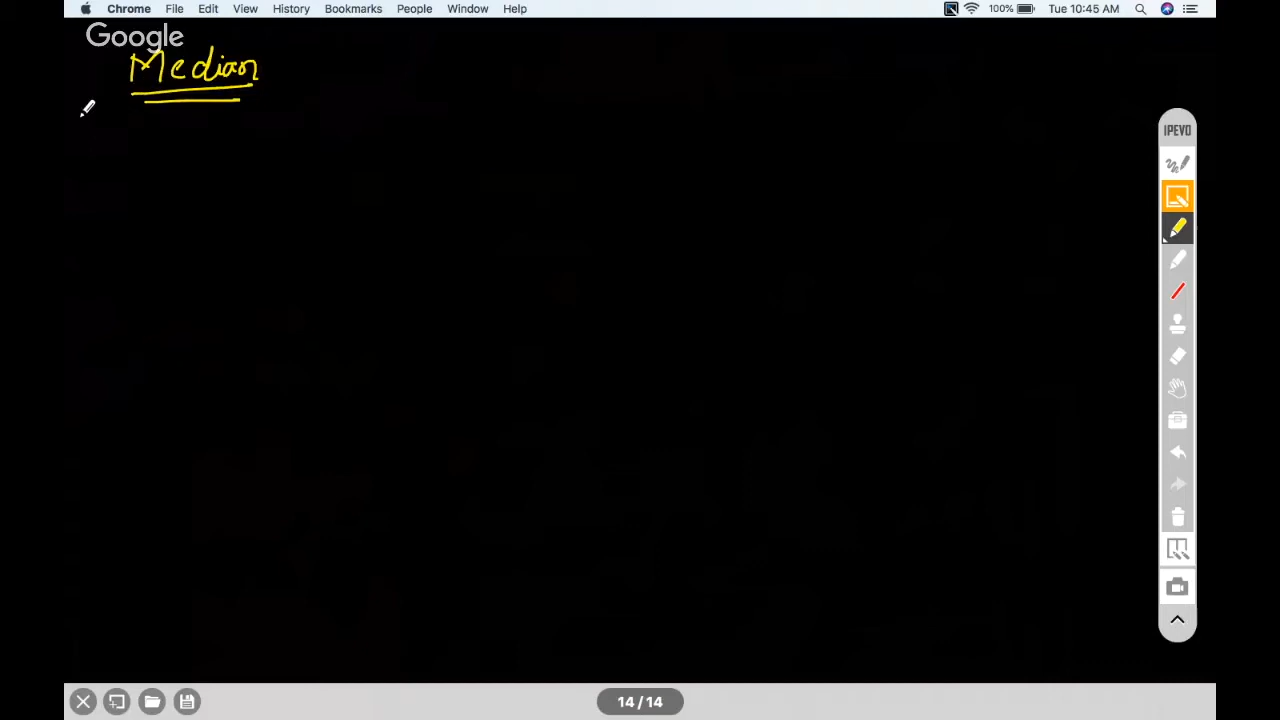 Chrome File Edit View History Bookmarks People Window Help 100% Tue 10:45 AM
Google
Median
IPEVO
14 / 14